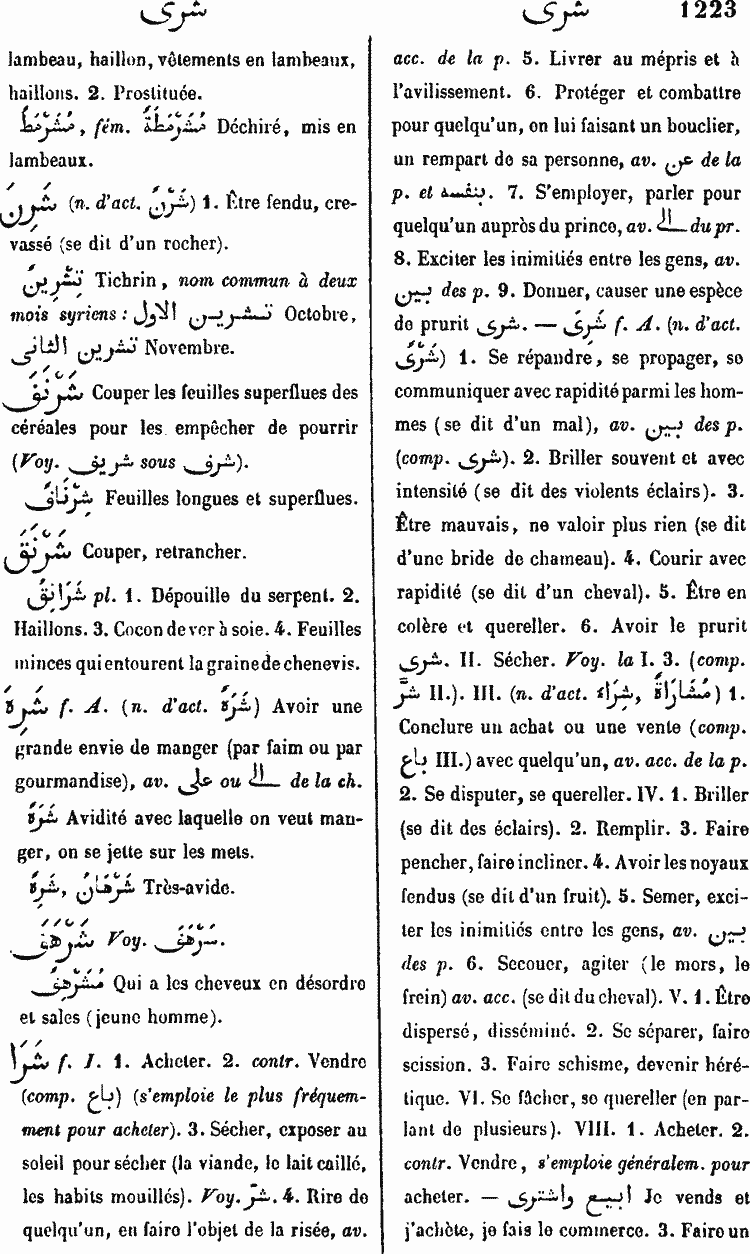 شرى شرى 1223
lambeau, haillon, vêtements en lambeaux,
haillons. 2. Prostituée.
مُشَرْمَطٌ, fém. مُشَرْمَطَةٌ Déchiré, mis en
lambeaux.
شَرِنَ (n. d'act. شَرْنٌ) 1. Être fendu, cre-
vassé (se dit d'un rocher).
تِشْرِينُ Tichrin, nom commun à deux
mois syriens : تشرين الاول Octobre,
تشرين الثانى Novembre.
شَرْنَفَ Couper les feuilles superflues des
céréales pour les empêcher de pourrir
(Voy. شريف sous شرف).
شِرْنَافٌ Feuilles longues et superflues.
شَرْنَقَ Couper, retrancher.
شَرَانِقُ pl. 1. Dépouille du serpent. 2.
Haillons. 3. Cocon de ver à soie. 4. Feuilles
minces qui entourent la graine de chenevis.
شَرِهَ f. A. (n. d'act. شَرَهٌ) Avoir une
grande envie de manger (par faim ou par
gourmandise), av. على ou الى de la ch.
شَرَهٌ Avidité avec laquelle on veut man-
ger, on se jette sur les mets.
شَرِهٌ, شَرْهَانُ Très-avide.
شَرْهَفَ Voy. سَرْهَفَ.
مُشَرْهَفٌ Qui a les cheveux en désordre
et sales (jeune homme).
شَرَا f. I. 1. Acheter. 2. contr. Vendre
(comp. باع) (s'emploie le plus fréquem-
ment pour acheter). 3. Sécher, exposer au
soleil pour sécher (la viande, le lait caillé,
les habits mouillés). Voy. شرّ. 4. Rire de
quelqu'un, en faire l'objet de la risée, av.
acc. de la p. 5. Livrer au mépris et à
l'avilissement. 6. Protéger et combattre
pour quelqu'un, en lui faisant un bouclier,
un rempart de sa personne, av. عن de la
p. et بنفسه. 7. S'employer, parler pour
quelqu'un auprès du prince, av. الى du pr.
8. Exciter les inimitiés entre les gens, av.
بين des p. 9. Donner, causer une espèce
de prurit شرى. — شَرِىَ f. A. (n. d'act.
شَرًى) 1. Se répandre, se propager, se
communiquer avec rapidité parmi les hom-
mes (se dit d'un mal), av. بين des p.
(comp. شرى). 2. Briller souvent et avec
intensité (se dit des violents éclairs). 3.
Être mauvais, ne valoir plus rien (se dit
d'une bride de chameau). 4. Courir avec
rapidité (se dit d'un cheval). 5. Être en
colère et quereller. 6. Avoir le prurit
شرى. II. Sécher. Voy. la I. 3. (comp.
شَرَّ II.). III. (n. d'act. شِرَاء, مُشَارَاةٌ) 1.
Conclure un achat ou une vente (comp.
باع III.) avec quelqu'un, av. acc. de la p.
2. Se disputer, se quereller. IV. 1. Briller
(se dit des éclairs). 2. Remplir. 3. Faire
pencher, faire incliner. 4. Avoir les noyaux
fendus (se dit d'un fruit). 5. Semer, exci-
ter les inimitiés entre les gens, av. بين
des p. 6. Secouer, agiter (le mors, le
frein) av. acc. (se dit du cheval). V. 1. Être
dispersé, disséminé. 2. Se séparer, faire
scission. 3. Faire schisme, devenir héré-
tique. VI. Se fâcher, se quereller (en par-
lant de plusieurs). VIII. 1. Acheter. 2.
contr. Vendre, s'emploie généralem. pour
acheter. — ابيع واشترى Je vends et
j'achète, je fais le commerce. 3. Faire un